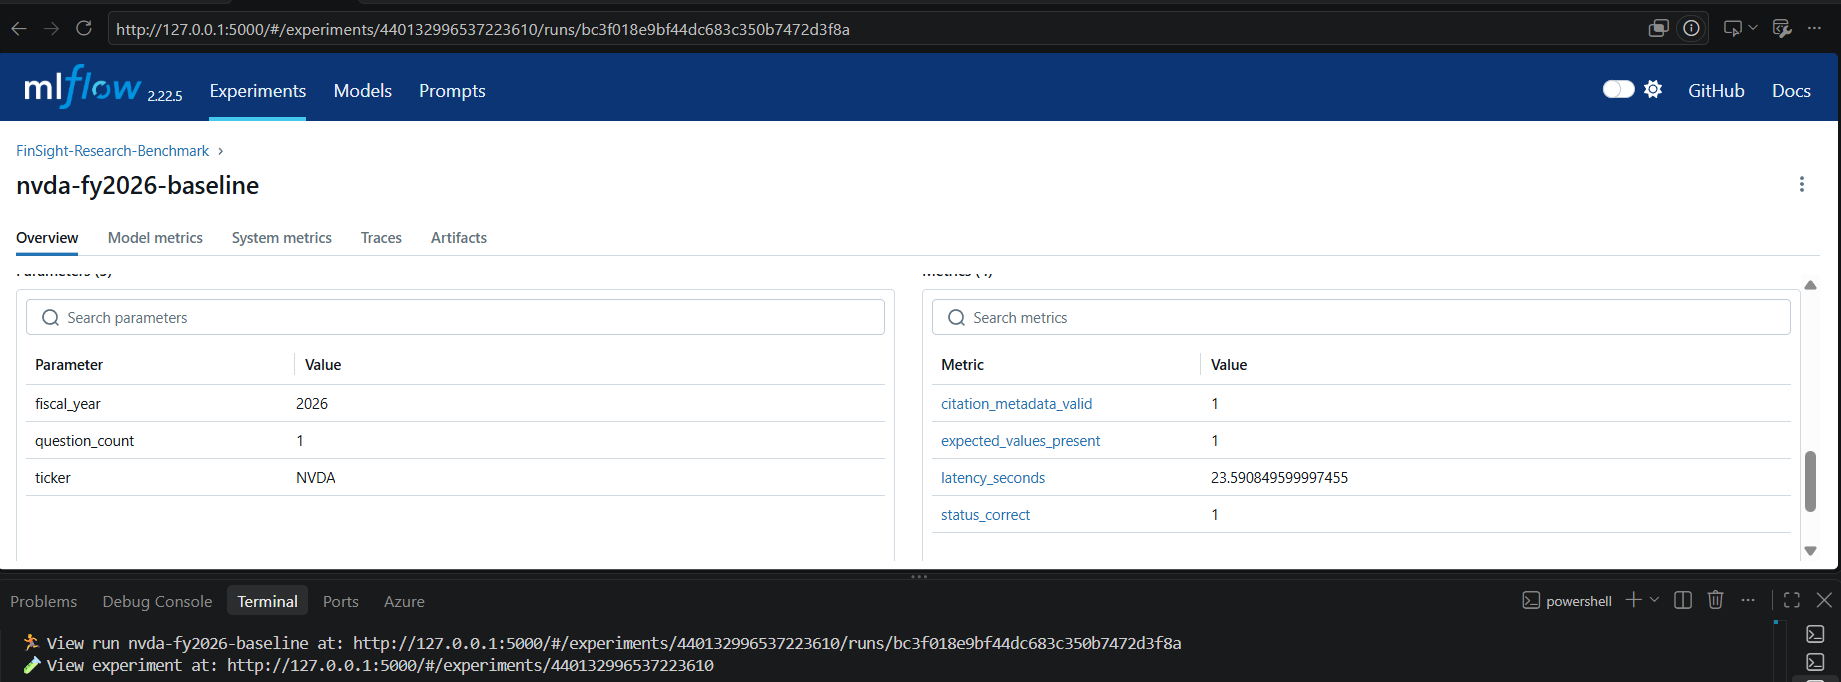 http://127.0.0.1:5000/#/experiments/440132996537223610/runs/bc3f018e9bf44dc683c350b7472d3f8a
mlflow 2.22.5 Experiments Models Prompts GitHub Docs
FinSight-Research-Benchmark ›
nvda-fy2026-baseline
Overview Model metrics System metrics Traces Artifacts
Search parameters
Parameter Value
fiscal_year 2026
question_count 1
ticker NVDA
Search metrics
Metric Value
citation_metadata_valid 1
expected_values_present 1
latency_seconds 23.590849599997455
status_correct 1
Problems Debug Console Terminal Ports Azure powershell
View run nvda-fy2026-baseline at: http://127.0.0.1:5000/#/experiments/440132996537223610/runs/bc3f018e9bf44dc683c350b7472d3f8a
View experiment at: http://127.0.0.1:5000/#/experiments/440132996537223610